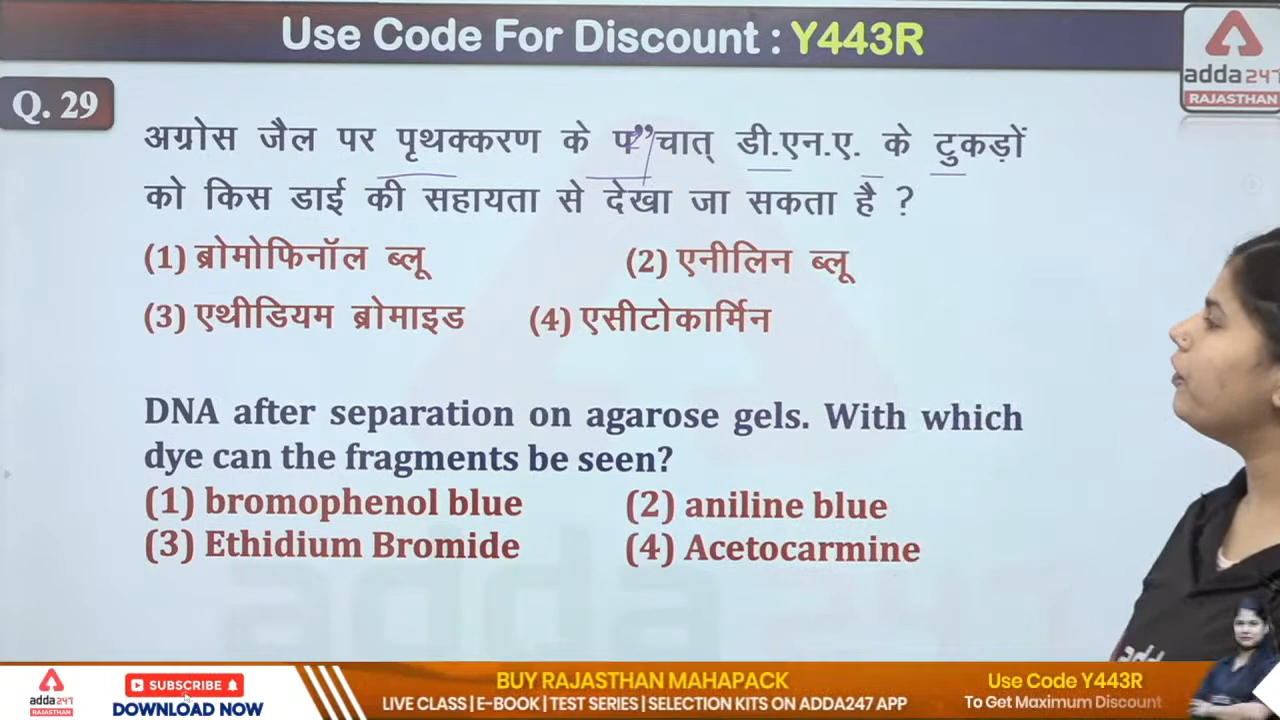 Use Code For Discount : Y443R
adda247
RAJASTHAN
Q. 29
अग्रोस जैल पर पृथक्करण के प”चात् डी.एन.ए. के टुकड़ों
को किस डाई की सहायता से देखा जा सकता है ?
(1) ब्रोमोफिनॉल ब्लू (2) एनीलिन ब्लू
(3) एथीडियम ब्रोमाइड (4) एसीटोकार्मिन
DNA after separation on agarose gels. With which
dye can the fragments be seen?
(1) bromophenol blue (2) aniline blue
(3) Ethidium Bromide (4) Acetocarmine
adda247
adda
adda247
RAJASTHAN
SUBSCRIBE
DOWNLOAD NOW
BUY RAJASTHAN MAHAPACK
LIVE CLASS | E-BOOK | TEST SERIES | SELECTION KITS ON ADDA247 APP
Use Code Y443R
To Get Maximum Discount